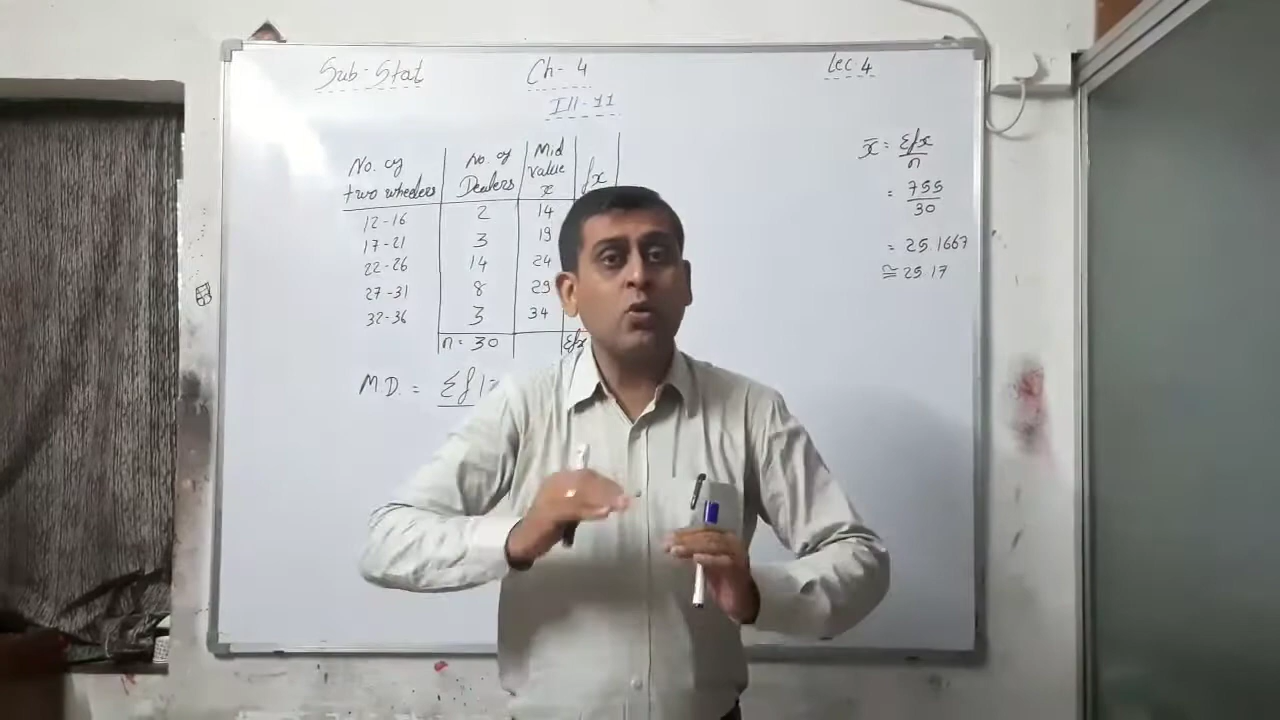 Sub-Stat Ch-4 Lec.4
Ill-11
No. of two wheelers No. of Dealers Mid value x fx
12-16 2 14
17-21 3 19
22-26 14 24
27-31 8 29
32-36 3 34
n = 30 Σfx
M.D. = Σf|
x̄ = Σfx
n
= 755
30
= 25.1667
≅ 25.17